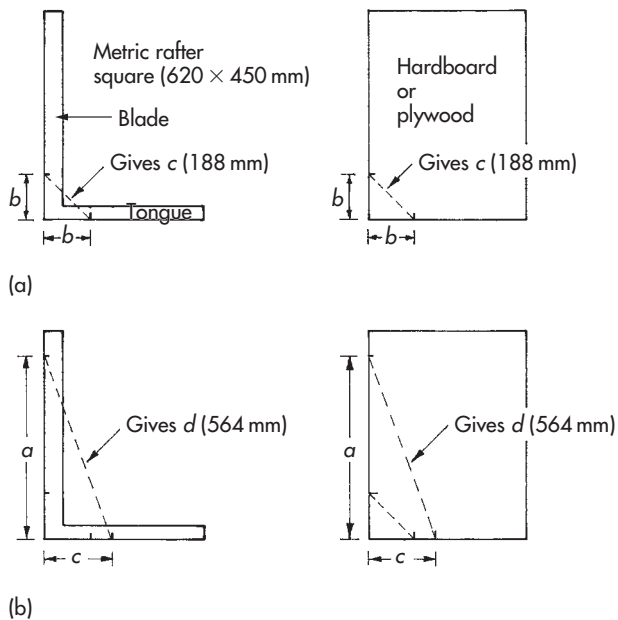 Metric rafter
square (620 × 450 mm)
Blade
Gives c (188 mm)
b
b
Tongue
Hardboard
or
plywood
Gives c (188 mm)
b
b
(a)
a
Gives d (564 mm)
c
a
Gives d (564 mm)
c
(b)